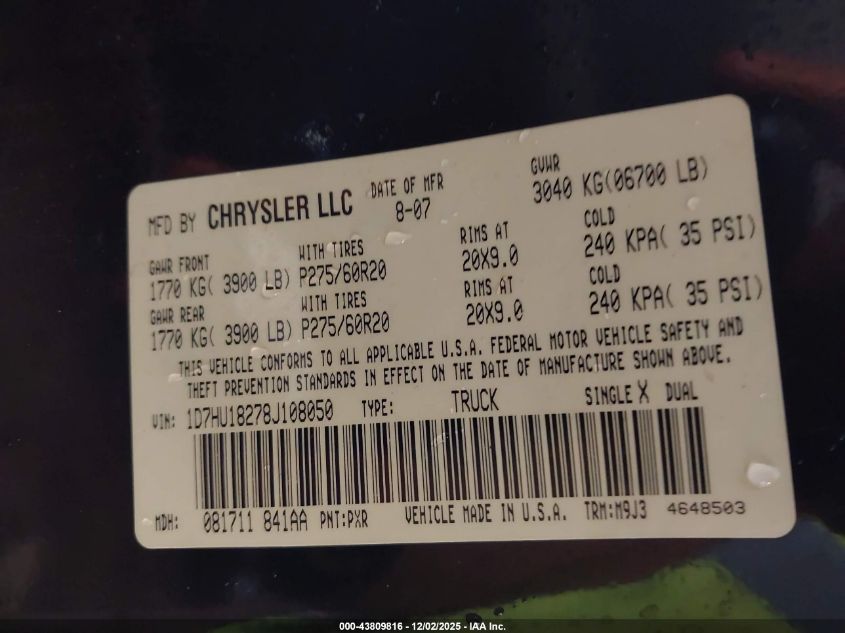 MFD BY CHRYSLER LLC DATE OF MFR 8-07 GVWR 3040 KG(06700 LB)
GAWR FRONT WITH TIRES RIMS AT COLD
1770 KG( 3900 LB) P275/60R20 20X9.0 240 KPA( 35 PSI)
GAWR REAR WITH TIRES RIMS AT COLD
1770 KG( 3900 LB) P275/60R20 20X9.0 240 KPA( 35 PSI)
THIS VEHICLE CONFORMS TO ALL APPLICABLE U.S.A. FEDERAL MOTOR VEHICLE SAFETY AND
THEFT PREVENTION STANDARDS IN EFFECT ON THE DATE OF MANUFACTURE SHOWN ABOVE.
VIN: 1D7HU18278J108050 TYPE: TRUCK SINGLE X DUAL
MDH: 081711 841AA PNT:PXR VEHICLE MADE IN U.S.A. TRM:M9J3 4648503
000-43809816 - 12/02/2025 - IAA Inc.